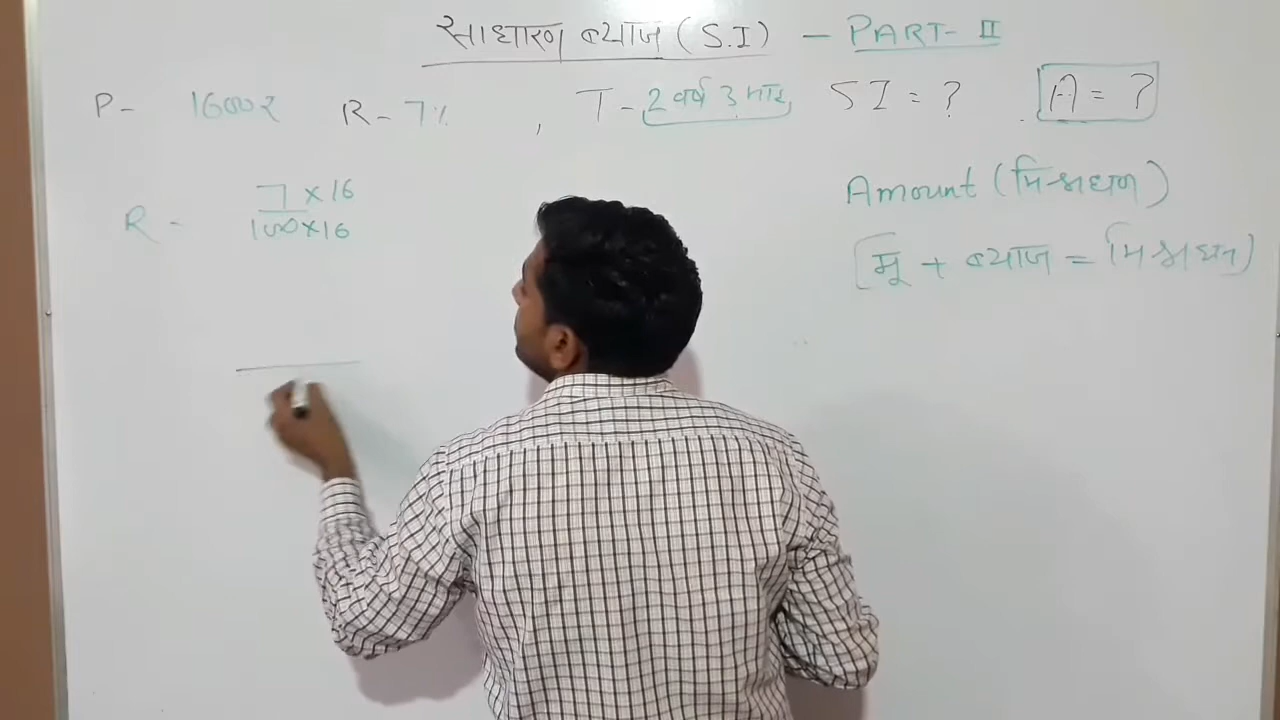 साधारण ब्याज (S.I) - PART- II
P- 1600₹ R- 7% , T- 2 वर्ष 3 माह, SI = ? A = ?
Amount (मिश्रधन)
R - 7 × 16
100 × 16
[मू + ब्याज = मिश्रधन]